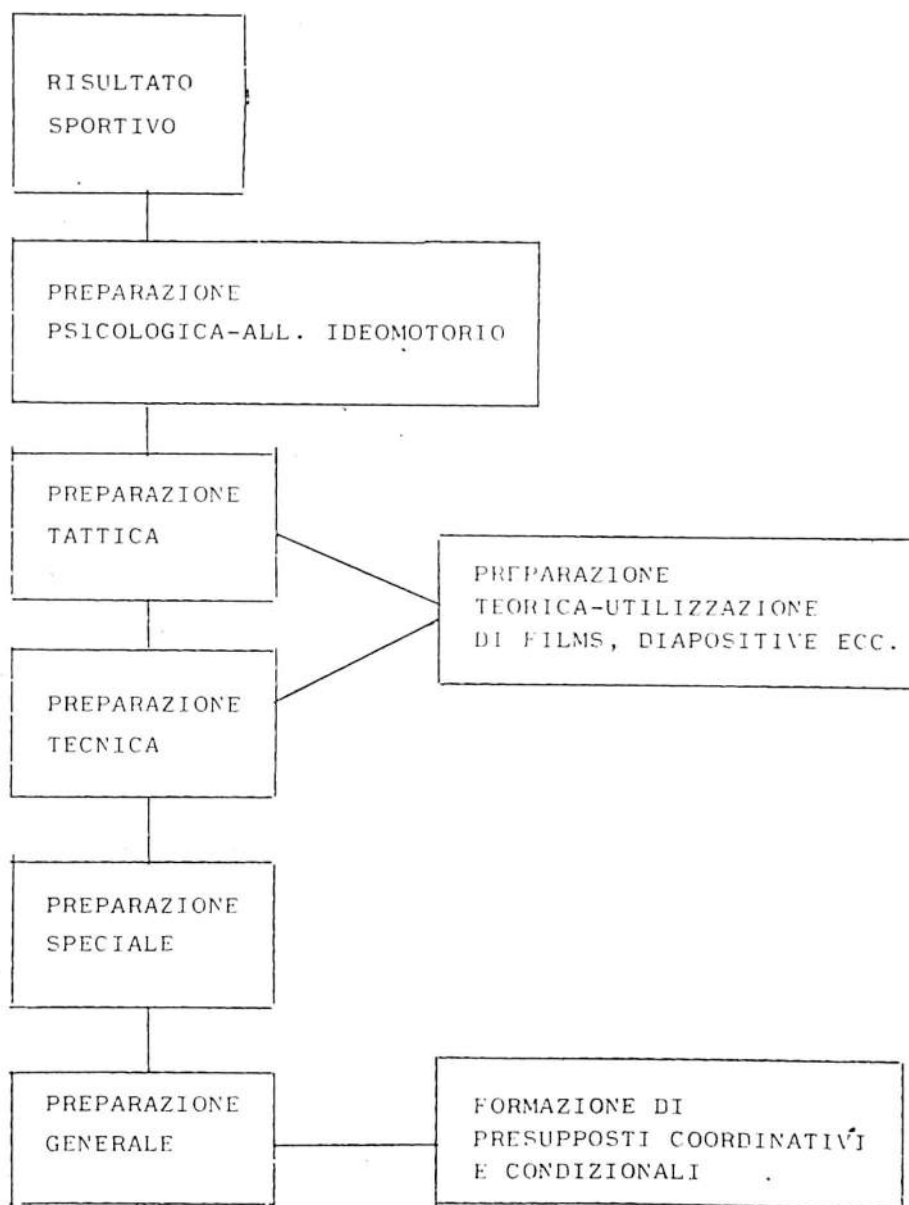 RISULTATO
SPORTIVO
PREPARAZIONE
PSICOLOGICA-ALL. IDEOMOTORIO
PREPARAZIONE
TATTICA
PREPARAZIONE
TEORICA-UTILIZZAZIONE
DI FILMS, DIAPOSITIVE ECC.
PREPARAZIONE
TECNICA
PREPARAZIONE
SPECIALE
PREPARAZIONE
GENERALE
FORMAZIONE DI
PRESUPPOSTI COORDINATIVI
E CONDIZIONALI